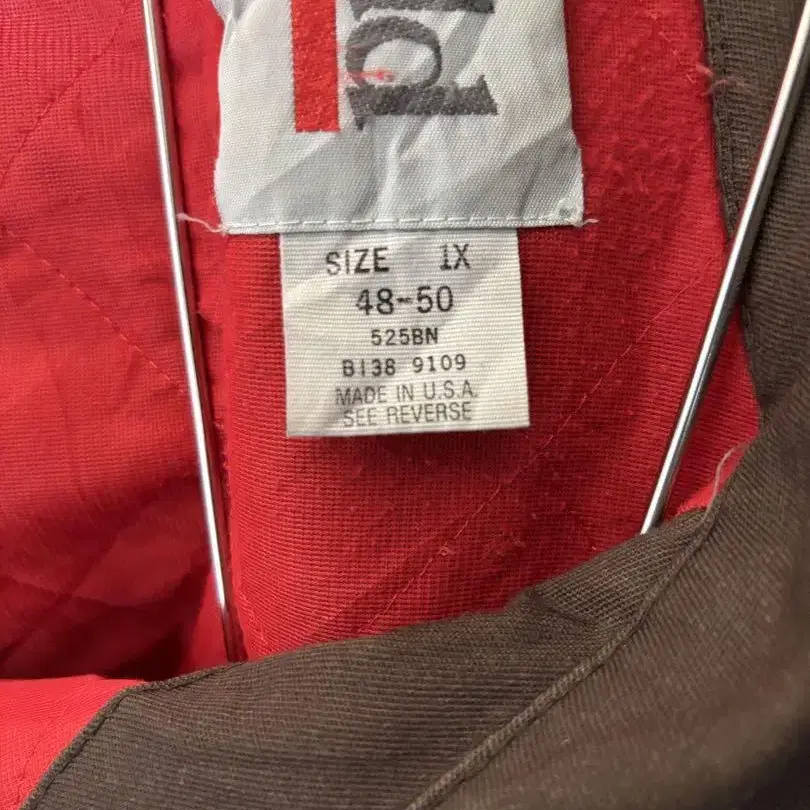 SIZE 1X
48-50
525BN
B138 9109
MADE IN U.S.A.
SEE REVERSE